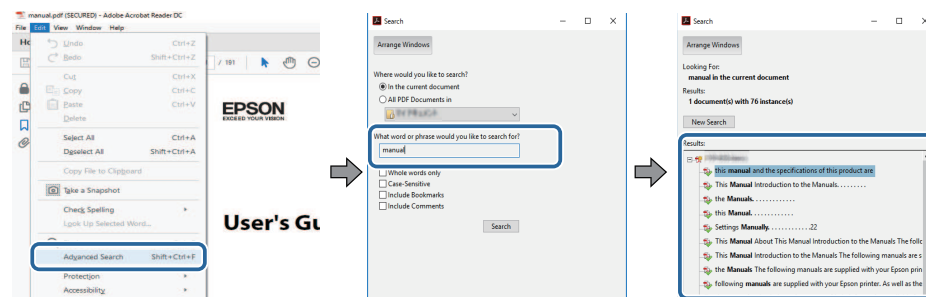 manual.pdf (SECURED) - Adobe Acrobat Reader DC
File Edit View Window Help
Undo Ctrl+Z
Redo Shift+Ctrl+Z
Cut Ctrl+X
Copy Ctrl+C
Paste Ctrl+V
Delete
Select All Ctrl+A
Deselect All Shift+Ctrl+A
Copy File to Clipboard
Take a Snapshot
Check Spelling
Look Up Selected Word...
Advanced Search Shift+Ctrl+F
Protection
Accessibility
/ 191
EPSON
EXCEED YOUR VISION
User's Gu
Search
Arrange Windows
Where would you like to search?
In the current document
All PDF Documents in
What word or phrase would you like to search for?
manual
Whole words only
Case-Sensitive
Include Bookmarks
Include Comments
Search
Search
Arrange Windows
Looking For:
manual in the current document
Results:
1 document(s) with 76 instance(s)
New Search
Results:
this manual and the specifications of this product are
This Manual Introduction to the Manuals. . . . . . . . .
the Manuals. . . . . . . . . . . .
this Manual. . . . . . . . . . . .
Settings Manually. . . . . . . . . . . . .22
This Manual About This Manual Introduction to the Manuals The follc
This Manual Introduction to the Manuals The following manuals are s
the Manuals The following manuals are supplied with your Epson prin
following manuals are supplied with your Epson printer. As well as the